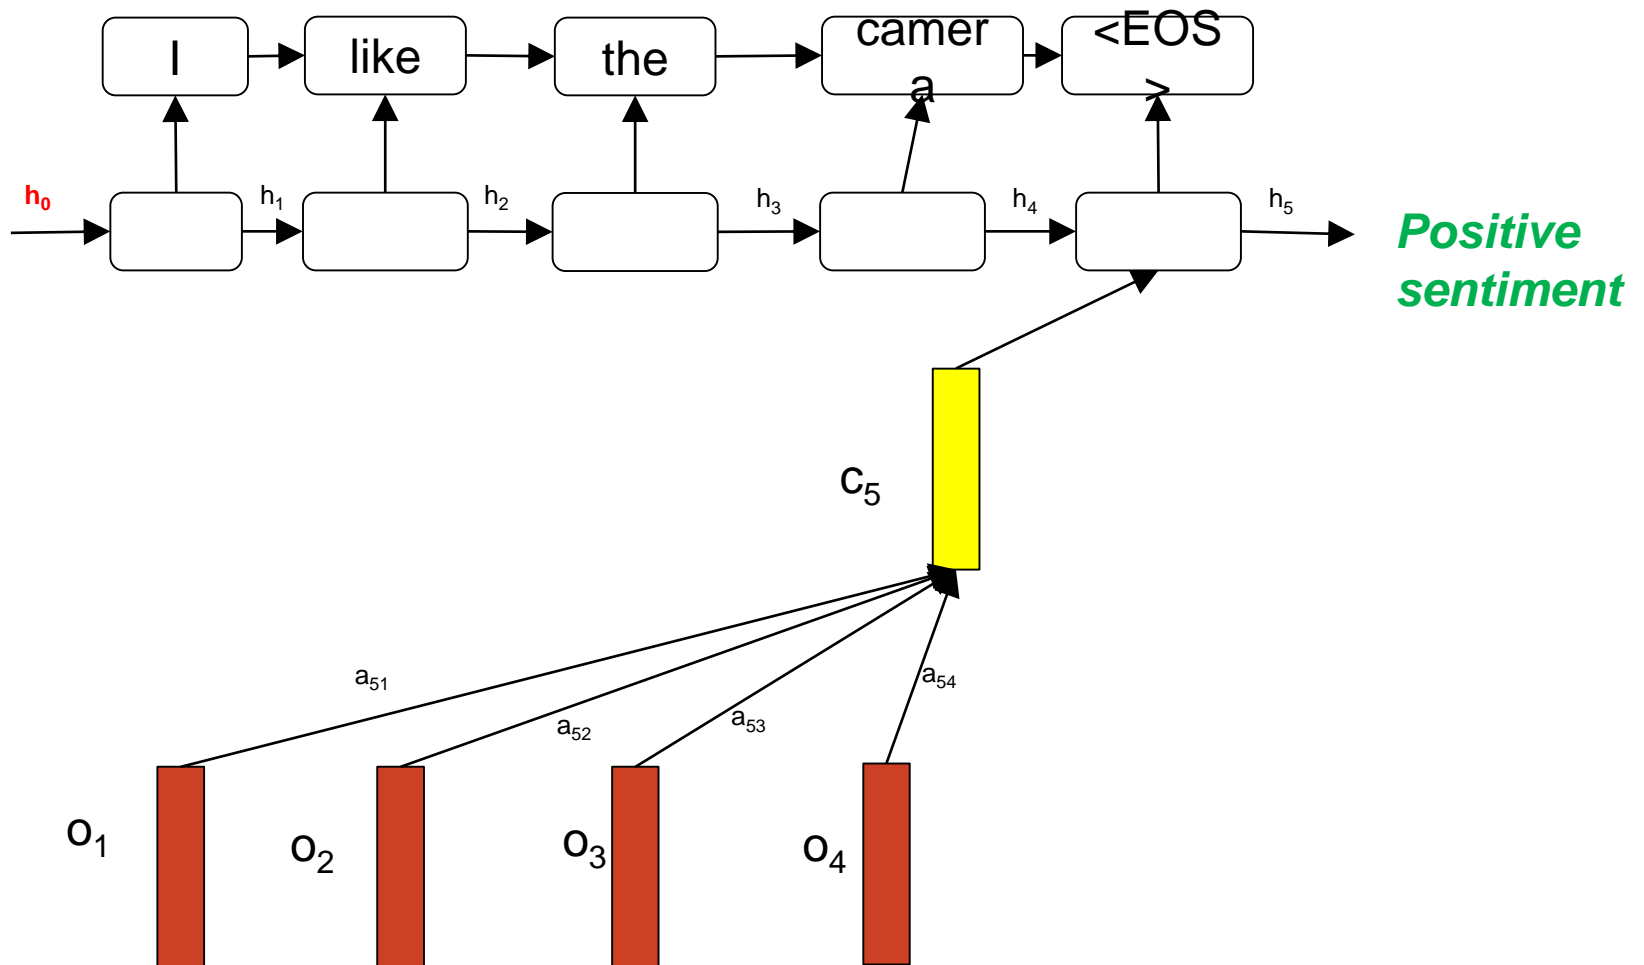 I
like
the
camer
a
<EOS
>
h0
h1
h2
h3
h4
h5
Positive
sentiment
c5
a51
a52
a53
a54
o1
o2
o3
o4